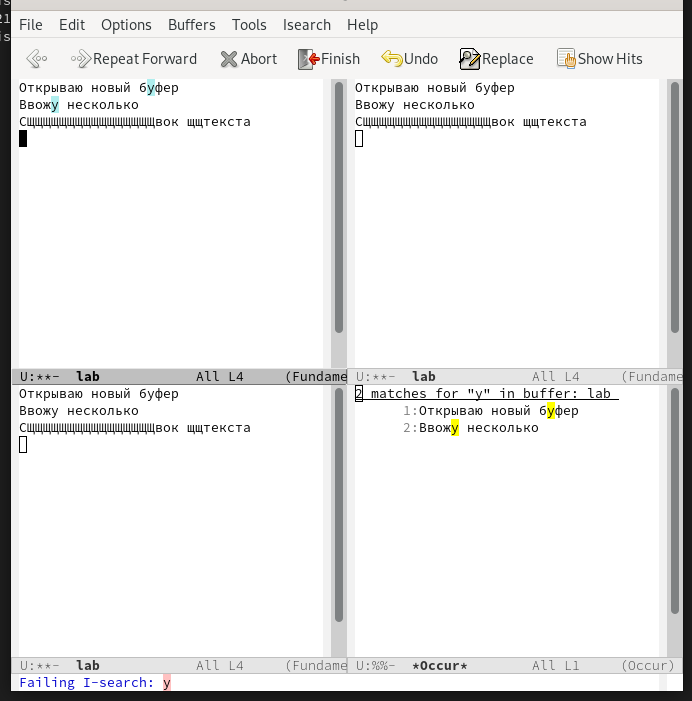 File Edit Options Buffers Tools Isearch Help
Repeat Forward Abort Finish Undo Replace Show Hits
Открываю новый буфер
Ввожу несколько
СЩЩЩЩЩЩЩЩЩЩЩЩЩЩЩЩвок щщтекста
U:**- lab All L4 (Fundame
Открываю новый буфер
Ввожу несколько
СЩЩЩЩЩЩЩЩЩЩЩЩЩЩЩЩвок щщтекста
U:**- lab All L4 (Fundame
Открываю новый буфер
Ввожу несколько
СЩЩЩЩЩЩЩЩЩЩЩЩЩЩЩЩвок щщтекста
U:**- lab All L4 (Fundame
2 matches for "у" in buffer: lab
1:Открываю новый буфер
2:Ввожу несколько
U:%%- *Occur* All L1 (Occur)
Failing I-search: у